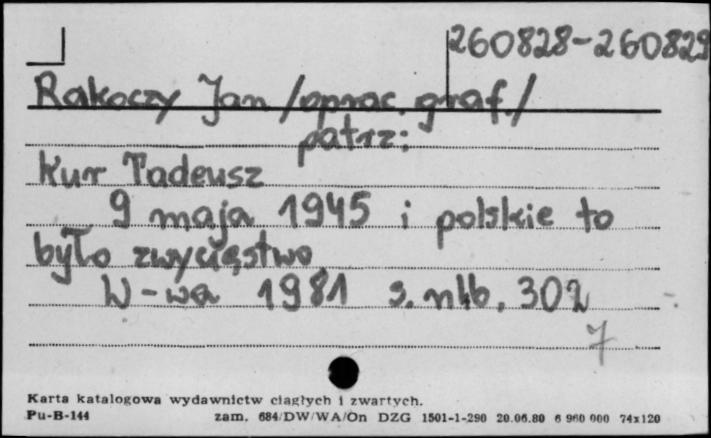 260828-260829
Rakoczy Jan /oprac. graf./
patrz:
Kur Tadeusz
9 maja 1945 i polskie to
było zwycięstwo
W-wa 1981 s. nlb. 302
7
Karta katalogowa wydawnictw ciągłych i zwartych.
Pu-B-144 zam. 684/DW/WA/On DZG 1501-1-290 20.06.80 6 960 000 74x120